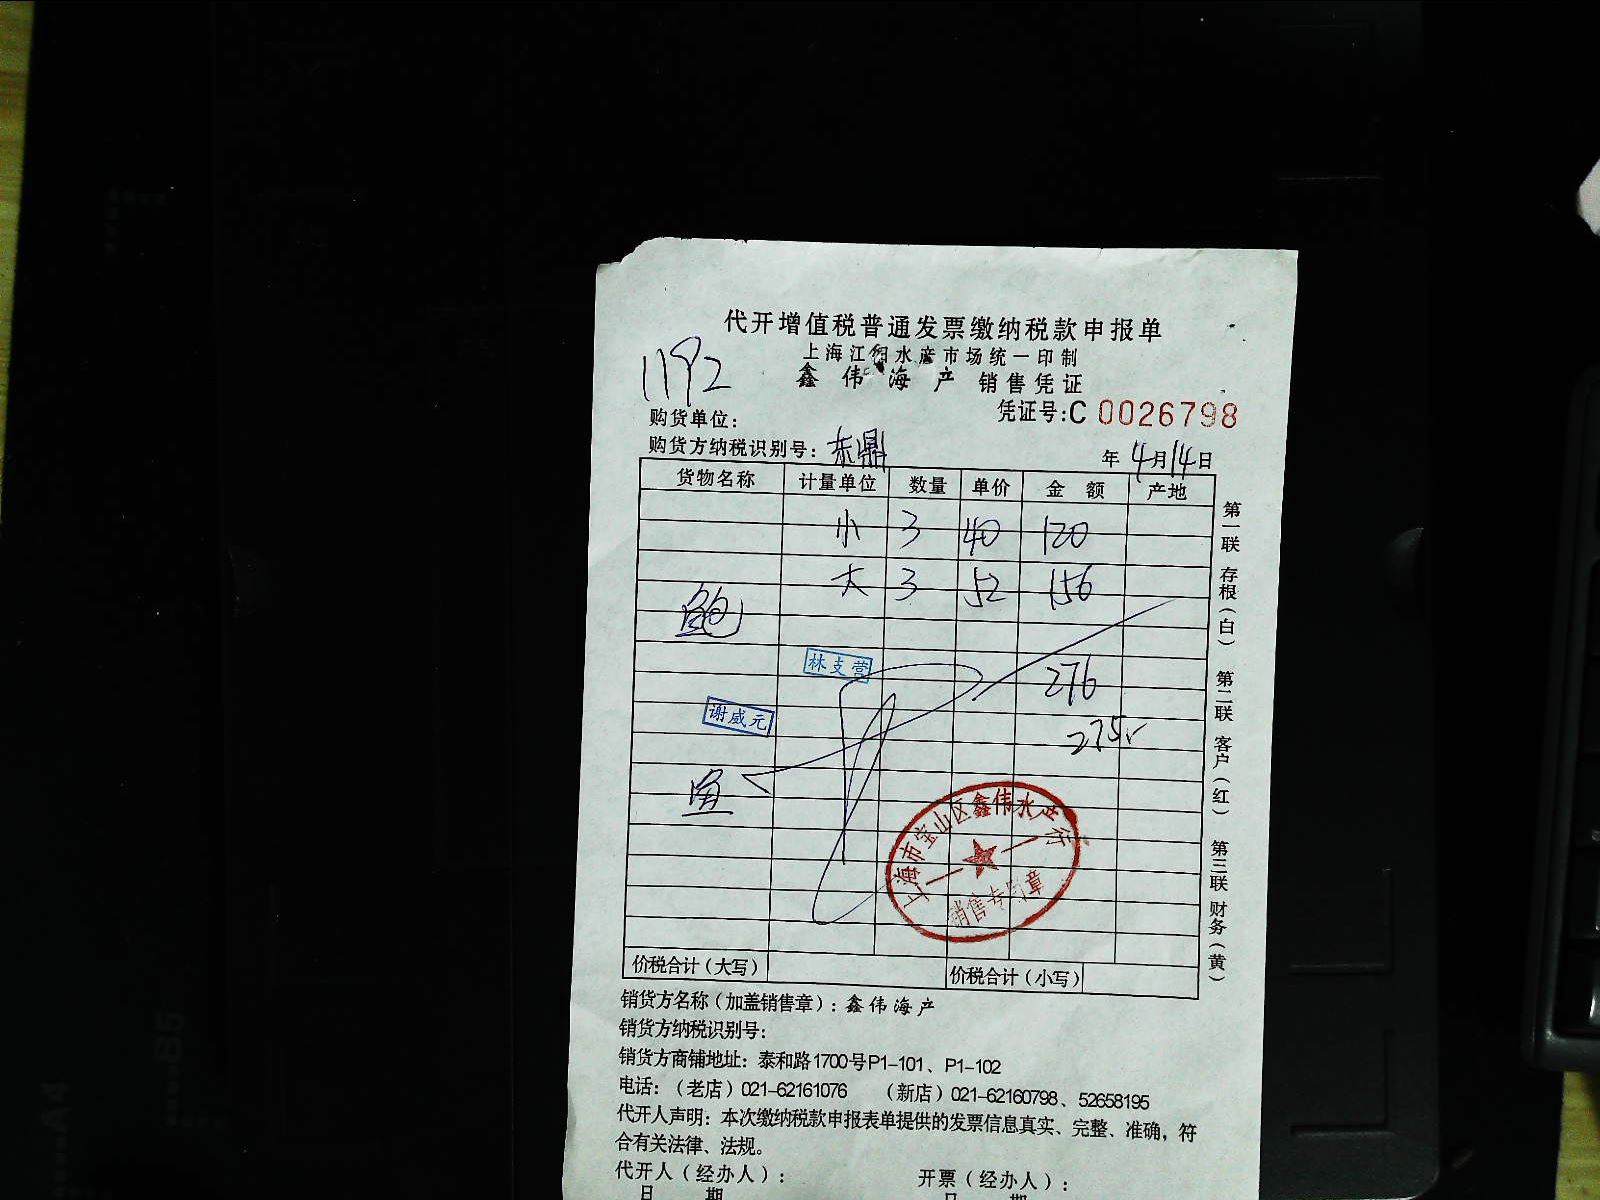 代开增值税普通发票缴纳税款申报单
上海江阳水产市场统一印制
1192
鑫伟海产 销售凭证
凭证号:C 0026798
购货单位:
购货方纳税识别号: 东鼎 年 4月14日
货物名称 计量单位 数量 单价 金额 产地
小 3 40 120
大 3 52 156
鲍
林支营 276
谢威元 275
上海市宝山区鑫伟水产行
销售专用章
价税合计(大写) 价税合计(小写)
第一联 存根(白) 第二联 客户(红) 第三联 财务(黄)
销货方名称(加盖销售章): 鑫伟海产
销货方纳税识别号:
销货方商铺地址: 泰和路1700号P1-101、P1-102
电话:(老店)021-62161076 (新店)021-62160798、52658195
代开人声明: 本次缴纳税款申报表单提供的发票信息真实、完整、准确, 符
合有关法律、法规。
代开人(经办人): 开票(经办人):
日 期 日 期
A4
B5